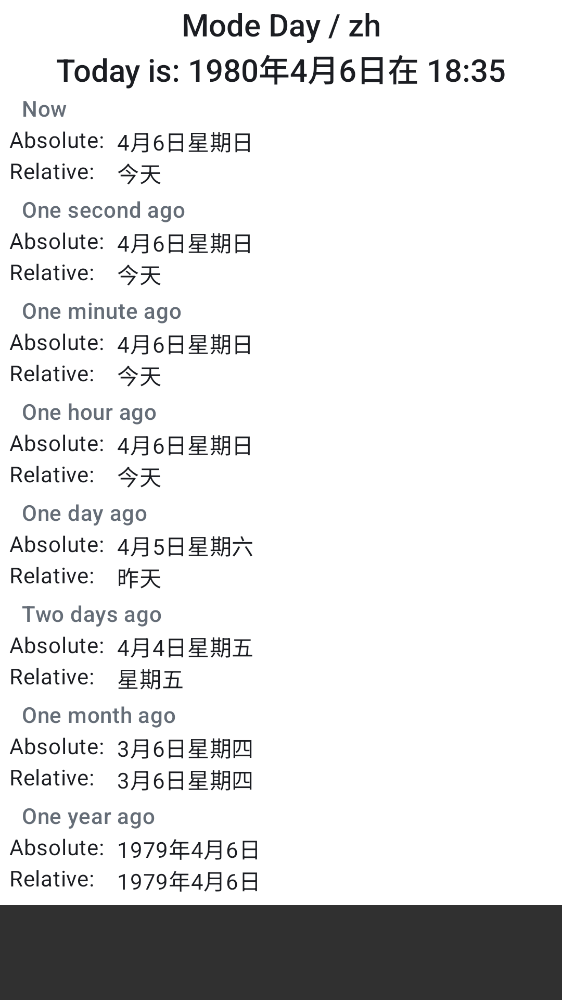 Mode Day / zh
Today is: 1980年4月6日在 18:35
Now
Absolute: 4月6日星期日
Relative: 今天
One second ago
Absolute: 4月6日星期日
Relative: 今天
One minute ago
Absolute: 4月6日星期日
Relative: 今天
One hour ago
Absolute: 4月6日星期日
Relative: 今天
One day ago
Absolute: 4月5日星期六
Relative: 昨天
Two days ago
Absolute: 4月4日星期五
Relative: 星期五
One month ago
Absolute: 3月6日星期四
Relative: 3月6日星期四
One year ago
Absolute: 1979年4月6日
Relative: 1979年4月6日